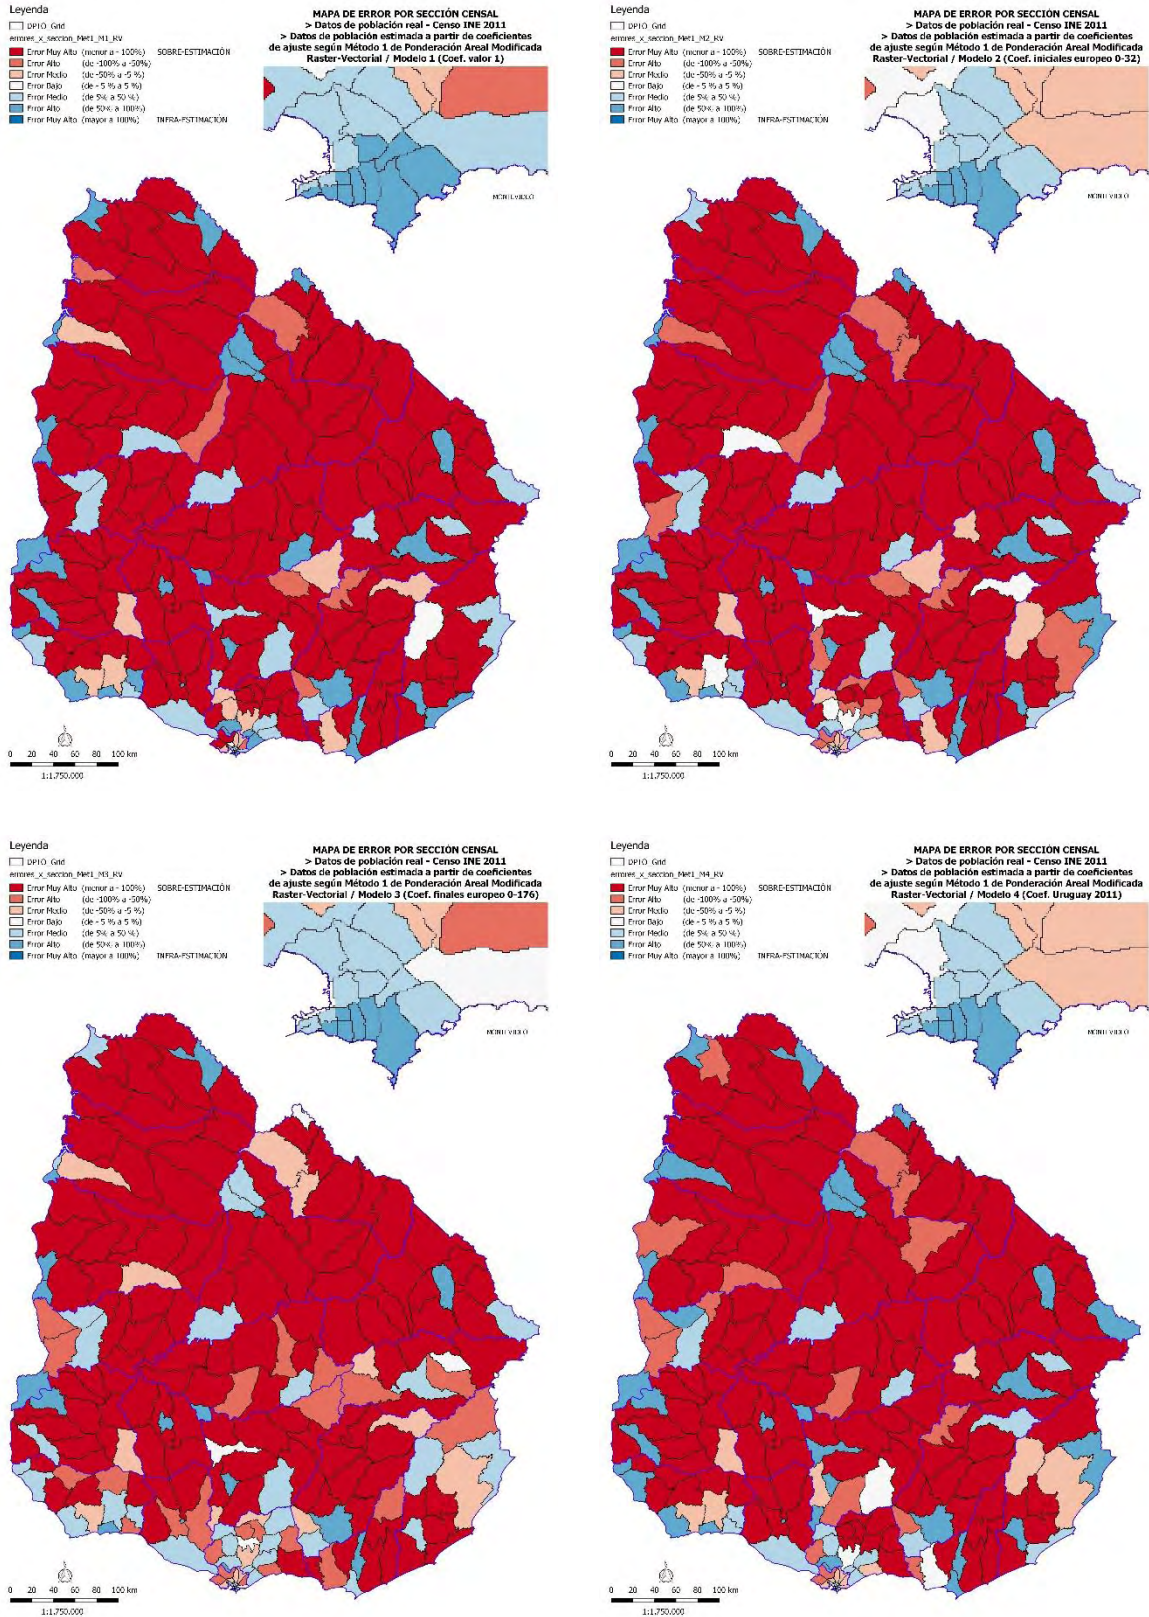 Leyenda
DPTO_Grid
errores_x_seccion_Met1_M1_RV
Error Muy Alto (menor a - 100%) SOBRE-ESTIMACIÓN
Error Alto (de -100% a -50%)
Error Medio (de -50% a -5 %)
Error Bajo (de - 5 % a 5 %)
Error Medio (de 5% a 50 %)
Error Alto (de 50% a 100%)
Error Muy Alto (mayor a 100%) INFRA-ESTIMACIÓN
MAPA DE ERROR POR SECCIÓN CENSAL
> Datos de población real - Censo INE 2011
> Datos de población estimada a partir de coeficientes
de ajuste según Método 1 de Ponderación Areal Modificada
Raster-Vectorial / Modelo 1 (Coef. valor 1)
MONTEVIDEO
0 20 40 60 80 100 km
1:1.750.000
Leyenda
DPTO_Grid
errores_x_seccion_Met1_M2_RV
Error Muy Alto (menor a - 100%) SOBRE-ESTIMACIÓN
Error Alto (de -100% a -50%)
Error Medio (de -50% a -5 %)
Error Bajo (de - 5 % a 5 %)
Error Medio (de 5% a 50 %)
Error Alto (de 50% a 100%)
Error Muy Alto (mayor a 100%) INFRA-ESTIMACIÓN
MAPA DE ERROR POR SECCIÓN CENSAL
> Datos de población real - Censo INE 2011
> Datos de población estimada a partir de coeficientes
de ajuste según Método 1 de Ponderación Areal Modificada
Raster-Vectorial / Modelo 2 (Coef. iniciales europeo 0-32)
MONTEVIDEO
0 20 40 60 80 100 km
1:1.750.000
Leyenda
DPTO_Grid
errores_x_seccion_Met1_M3_RV
Error Muy Alto (menor a - 100%) SOBRE-ESTIMACIÓN
Error Alto (de -100% a -50%)
Error Medio (de -50% a -5 %)
Error Bajo (de - 5 % a 5 %)
Error Medio (de 5% a 50 %)
Error Alto (de 50% a 100%)
Error Muy Alto (mayor a 100%) INFRA-ESTIMACIÓN
MAPA DE ERROR POR SECCIÓN CENSAL
> Datos de población real - Censo INE 2011
> Datos de población estimada a partir de coeficientes
de ajuste según Método 1 de Ponderación Areal Modificada
Raster-Vectorial / Modelo 3 (Coef. finales europeo 0-176)
MONTEVIDEO
0 20 40 60 80 100 km
1:1.750.000
Leyenda
DPTO_Grid
errores_x_seccion_Met1_M4_RV
Error Muy Alto (menor a - 100%) SOBRE-ESTIMACIÓN
Error Alto (de -100% a -50%)
Error Medio (de -50% a -5 %)
Error Bajo (de - 5 % a 5 %)
Error Medio (de 5% a 50 %)
Error Alto (de 50% a 100%)
Error Muy Alto (mayor a 100%) INFRA-ESTIMACIÓN
MAPA DE ERROR POR SECCIÓN CENSAL
> Datos de población real - Censo INE 2011
> Datos de población estimada a partir de coeficientes
de ajuste según Método 1 de Ponderación Areal Modificada
Raster-Vectorial / Modelo 4 (Coef. Uruguay 2011)
MONTEVIDEO
0 20 40 60 80 100 km
1:1.750.000